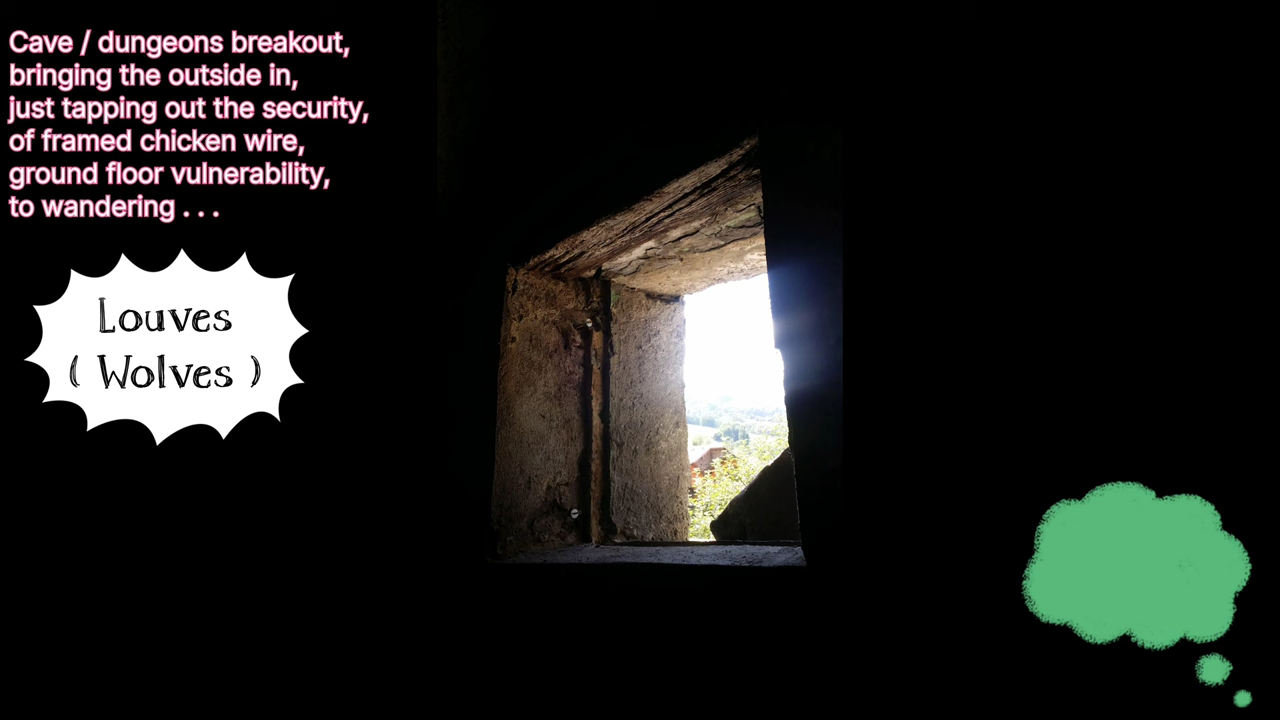 Cave / dungeons breakout,
bringing the outside in,
just tapping out the security,
of framed chicken wire,
ground floor vulnerability,
to wandering . . .
Louves
( Wolves )